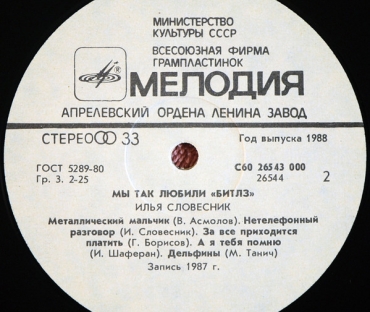 МИНИСТЕРСТВО
КУЛЬТУРЫ СССР
ВСЕСОЮЗНАЯ ФИРМА
ГРАМПЛАСТИНОК
® МЕЛОДИЯ
АПРЕЛЕВСКИЙ ОРДЕНА ЛЕНИНА ЗАВОД
СТЕРЕО 33 Год выпуска 1988
ГОСТ 5289-80 С60 26543 000
Гр. 3. 2-25 26544 2
МЫ ТАК ЛЮБИЛИ «БИТЛЗ»
ИЛЬЯ СЛОВЕСНИК
Металлический мальчик (В. Асмолов). Нетелефонный
разговор (И. Словесник). За все приходится
платить (Г. Борисов). А я тебя помню
(И. Шаферан). Дельфины (М. Танич)
Запись 1987 г.